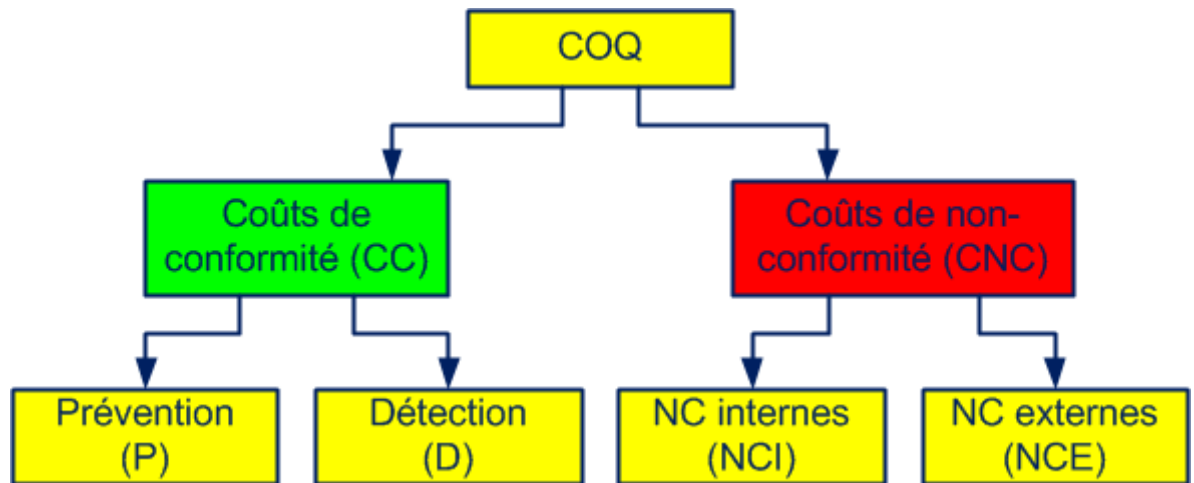 COQ
Coûts de
conformité (CC)
Coûts de non-
conformité (CNC)
Prévention
(P)
Détection
(D)
NC internes
(NCI)
NC externes
(NCE)